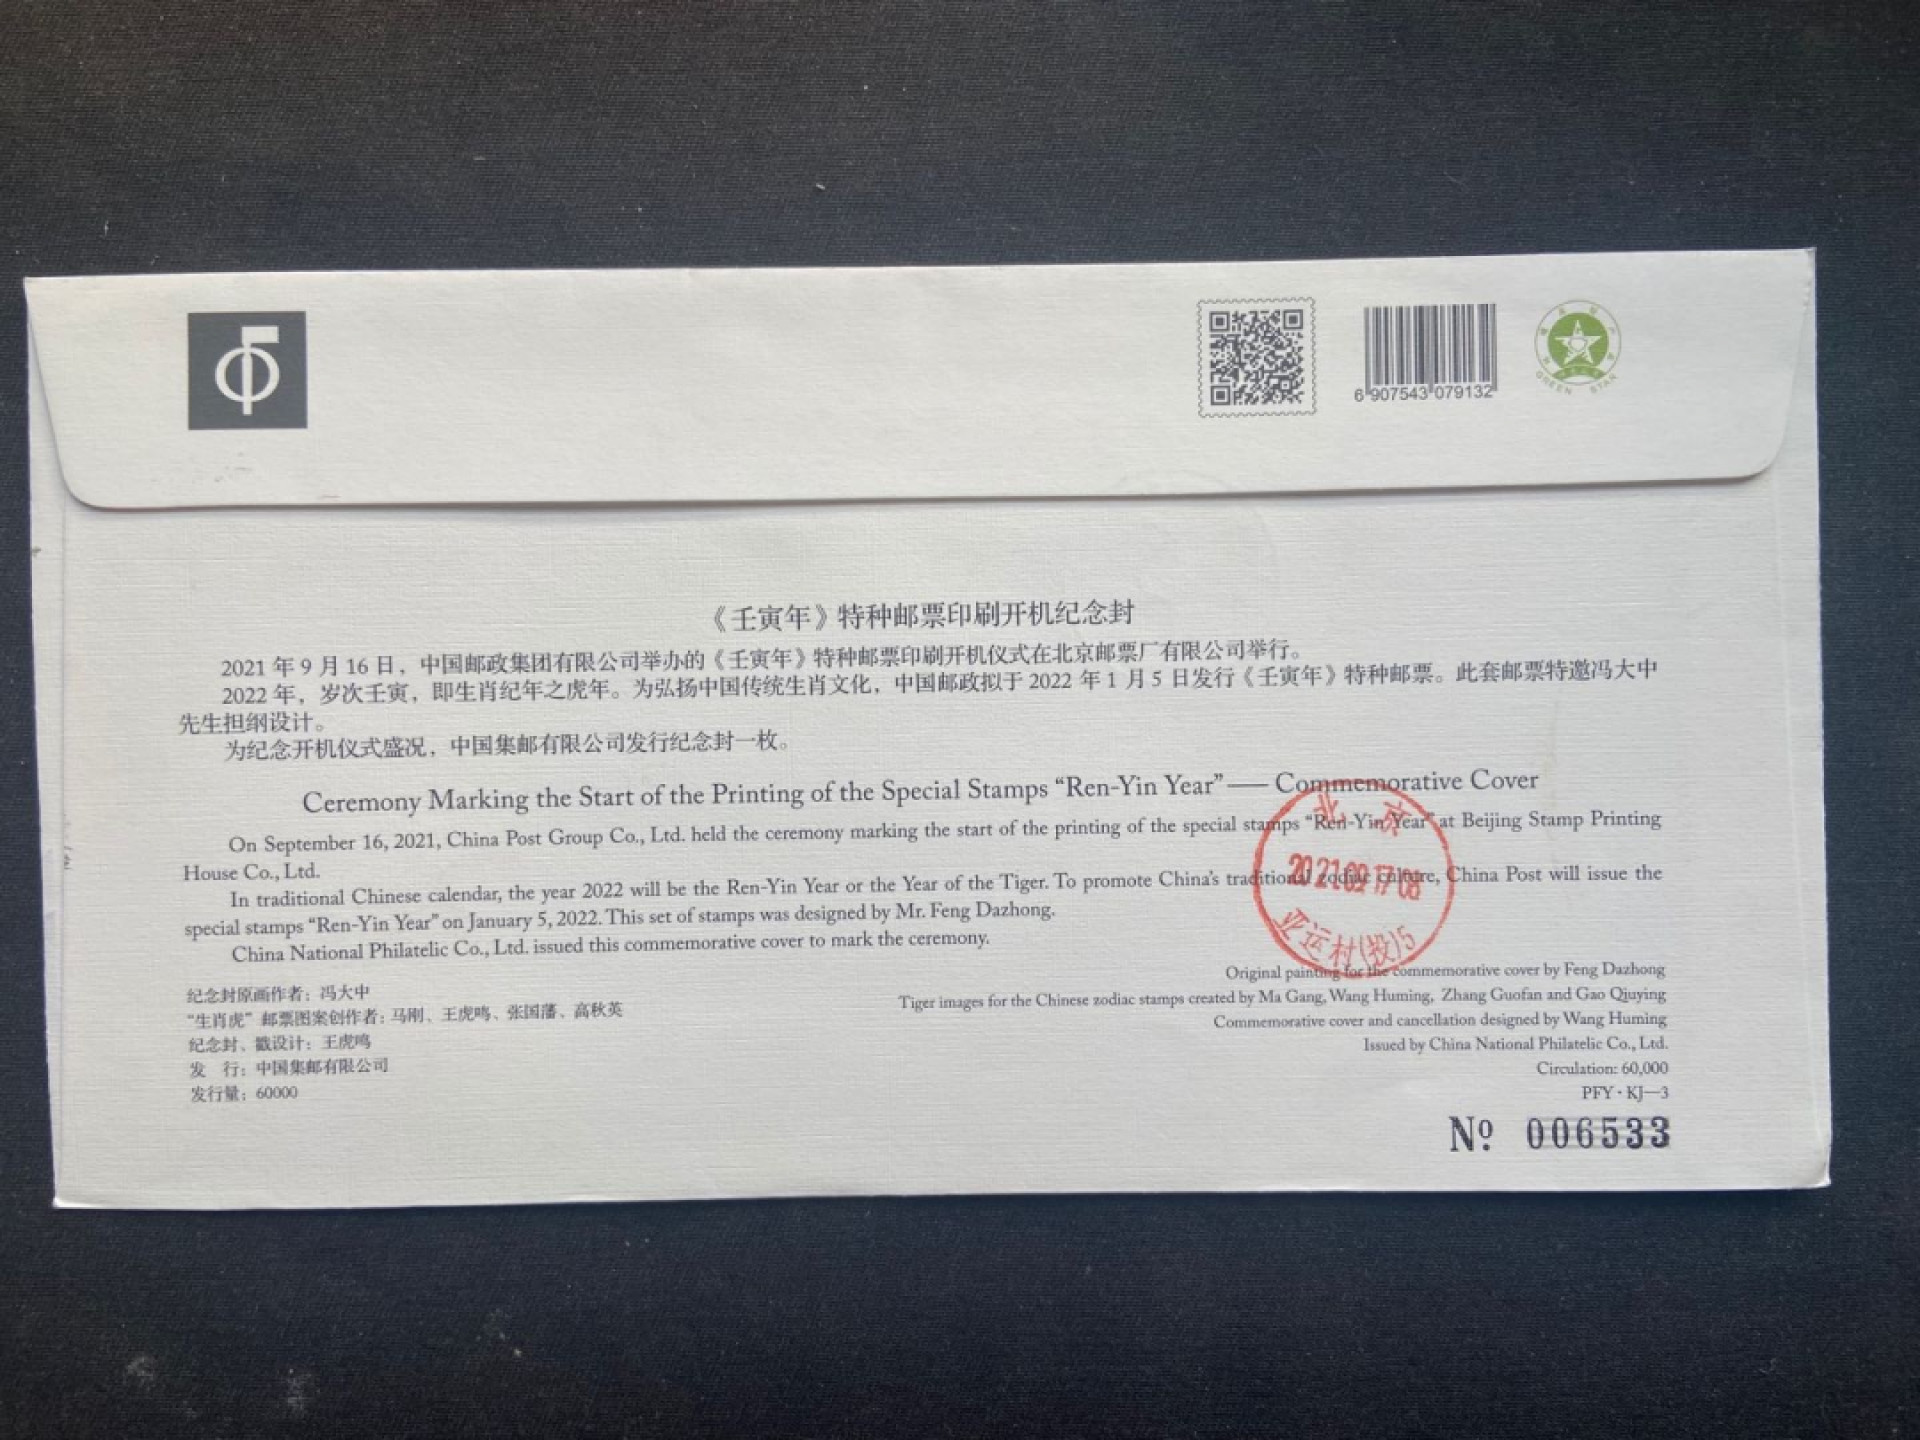 6 907543 079132
GREEN STAR
《壬寅年》特种邮票印刷开机纪念封
2021 年 9 月 16 日，中国邮政集团有限公司举办的《壬寅年》特种邮票印刷开机仪式在北京邮票厂有限公司举行。
2022 年，岁次壬寅，即生肖纪年之虎年。为弘扬中国传统生肖文化，中国邮政拟于 2022 年 1 月 5 日发行《壬寅年》特种邮票。此套邮票特邀冯大中
先生担纲设计。
为纪念开机仪式盛况，中国集邮有限公司发行纪念封一枚。
Ceremony Marking the Start of the Printing of the Special Stamps “Ren-Yin Year”—— Commemorative Cover
On September 16, 2021, China Post Group Co., Ltd. held the ceremony marking the start of the printing of the special stamps “Ren-Yin Year” at Beijing Stamp Printing
House Co., Ltd.
In traditional Chinese calendar, the year 2022 will be the Ren-Yin Year or the Year of the Tiger. To promote China’s traditional zodiac culture, China Post will issue the
special stamps “Ren-Yin Year” on January 5, 2022. This set of stamps was designed by Mr. Feng Dazhong.
China National Philatelic Co., Ltd. issued this commemorative cover to mark the ceremony.
北京
2021.09.17 08
亚运村(投)5
纪念封原画作者：冯大中
“生肖虎”邮票图案创作者：马刚、王虎鸣、张国藩、高秋英
纪念封、戳设计：王虎鸣
发 行：中国集邮有限公司
发行量：60000
Original painting for the commemorative cover by Feng Dazhong
Tiger images for the Chinese zodiac stamps created by Ma Gang, Wang Huming, Zhang Guofan and Gao Qiuying
Commemorative cover and cancellation designed by Wang Huming
Issued by China National Philatelic Co., Ltd.
Circulation: 60,000
PFY·KJ—3
№ 006533